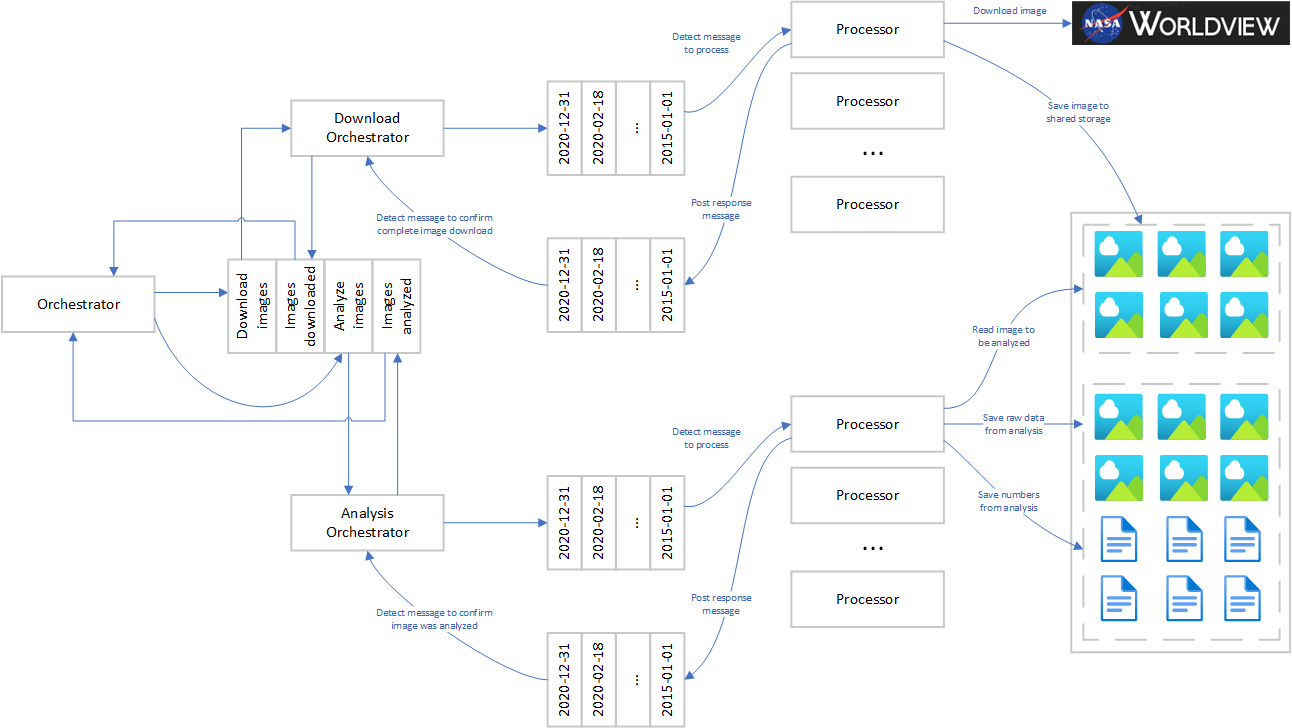 Download image
NASA
WORLDVIEW
Detect message
to process
Processor
Processor
...
Processor
Save image to
shared storage
Download
Orchestrator
2020-12-31
2020-02-18
...
2015-01-01
Detect message to confirm
complete image download
Post response
message
2020-12-31
2020-02-18
...
2015-01-01
Orchestrator
Download
images
Images
downloaded
Analyze
images
Images
analyzed
Read image to
be analyzed
Detect message
to process
Processor
Save raw data
from analysis
Save numbers
from analysis
Processor
...
Processor
Analysis
Orchestrator
2020-12-31
2020-02-18
...
2015-01-01
Detect message to confirm
image was analyzed
Post response
message
2020-12-31
2020-02-18
...
2015-01-01